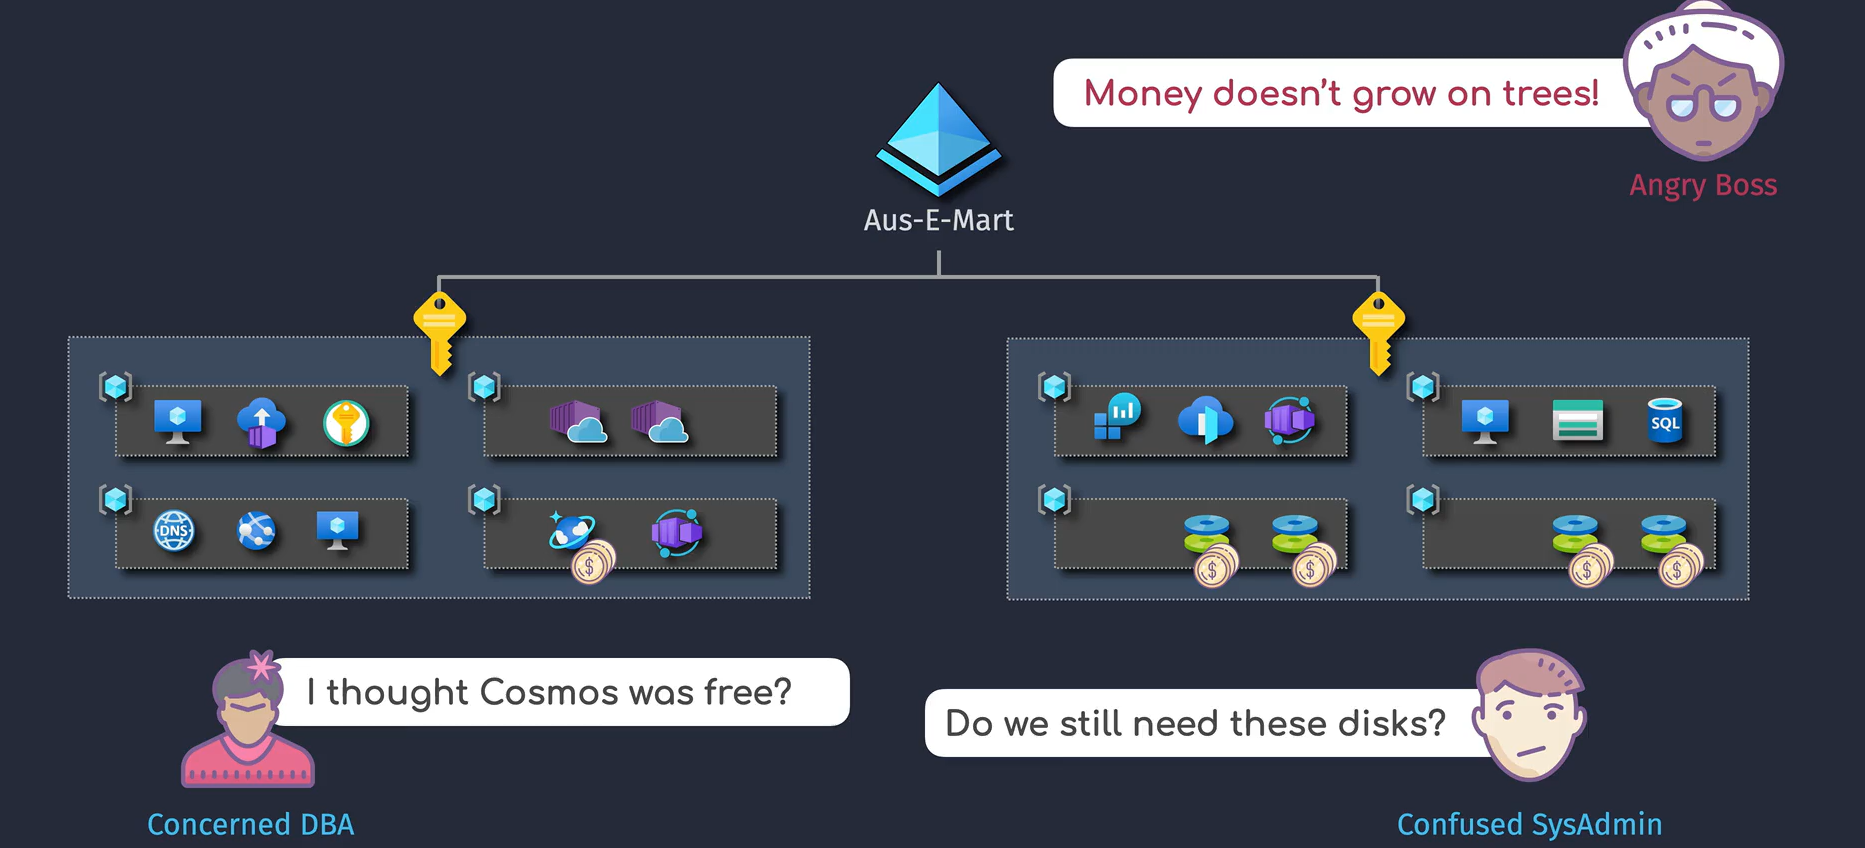 Money doesn't grow on trees!
Angry Boss
Aus-E-Mart
SQL
DNS
$
$
$
$
$
I thought Cosmos was free?
Do we still need these disks?
Concerned DBA
Confused SysAdmin